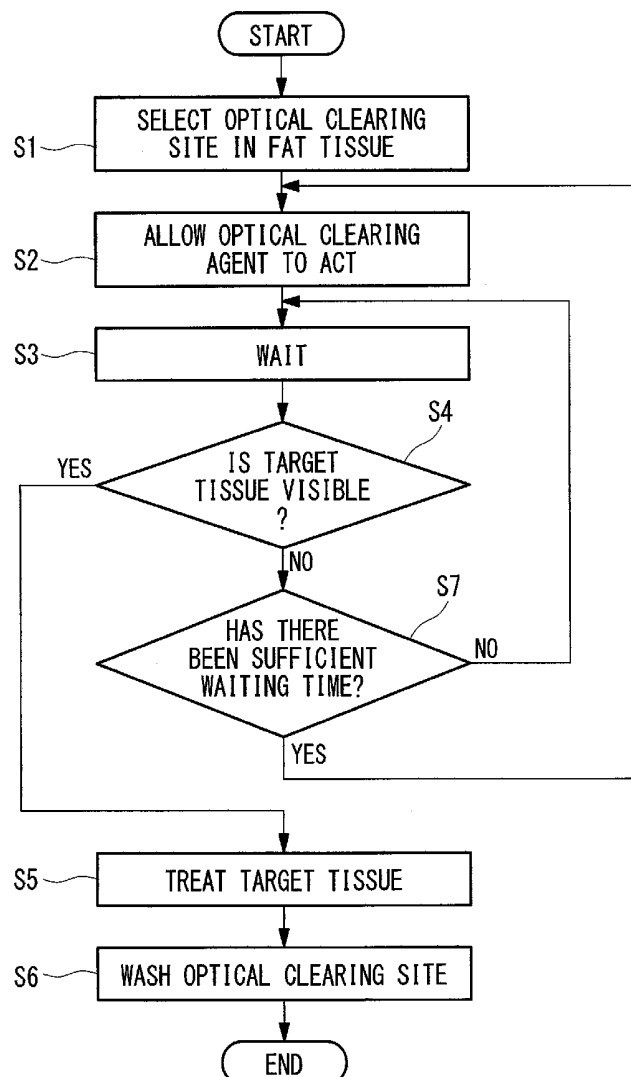 START
S1
SELECT OPTICAL CLEARING
SITE IN FAT TISSUE
S2
ALLOW OPTICAL CLEARING
AGENT TO ACT
S3
WAIT
S4
YES
IS TARGET
TISSUE VISIBLE
?
NO
S7
HAS THERE
BEEN SUFFICIENT
WAITING TIME?
NO
YES
S5
TREAT TARGET TISSUE
S6
WASH OPTICAL CLEARING SITE
END